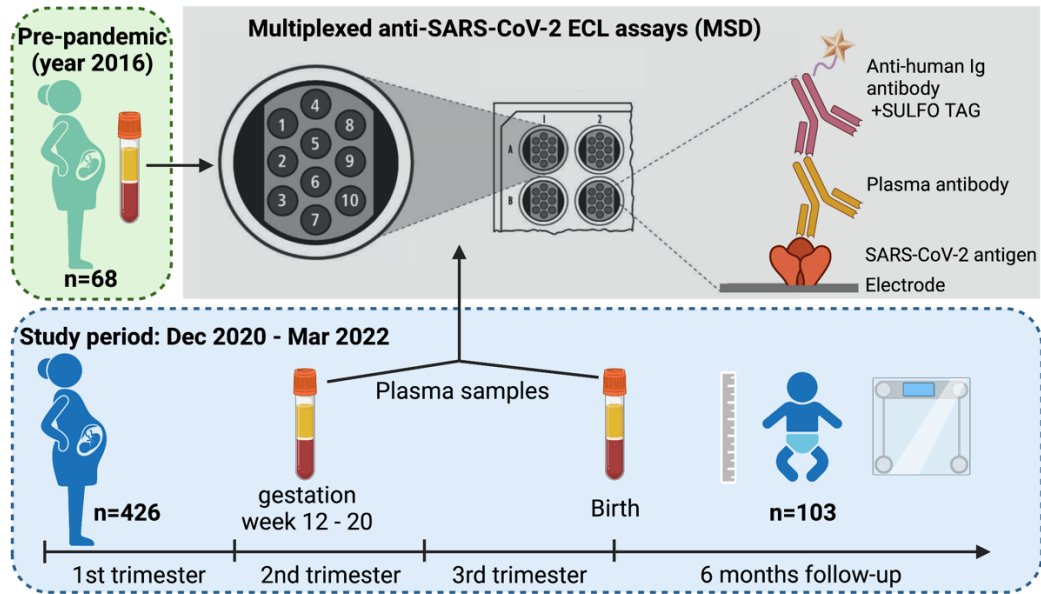 Pre-pandemic
(year 2016)
n=68
Multiplexed anti-SARS-CoV-2 ECL assays (MSD)
1
2
3
4
5
6
7
8
9
10
1
2
A
B
Anti-human Ig
antibody
+SULFO TAG
Plasma antibody
SARS-CoV-2 antigen
Electrode
Study period: Dec 2020 - Mar 2022
Plasma samples
n=426
gestation
week 12 - 20
Birth
n=103
1st trimester
2nd trimester
3rd trimester
6 months follow-up